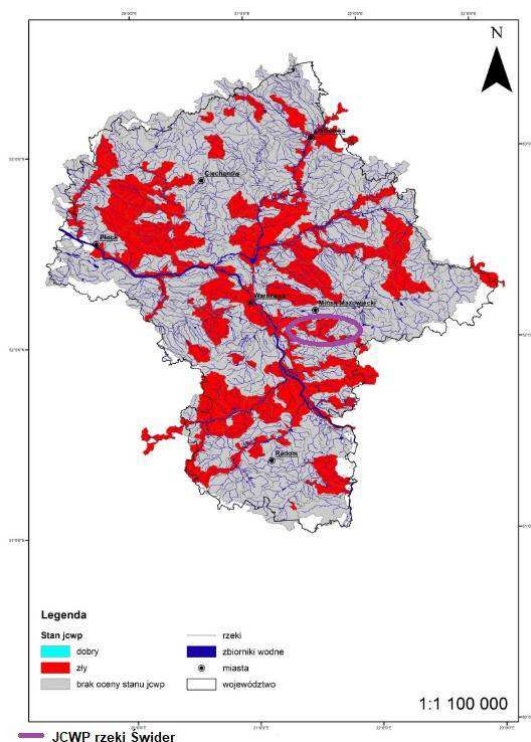 N
Ciechanów
Płock
Warszawa
Mińsk Mazowiecki
Radom
Legenda
Stan jcwp
dobry
zły
brak oceny stanu jcwp
rzeki
zbiorniki wodne
miasta
województwo
1:1 100 000
JCWP rzeki Świder